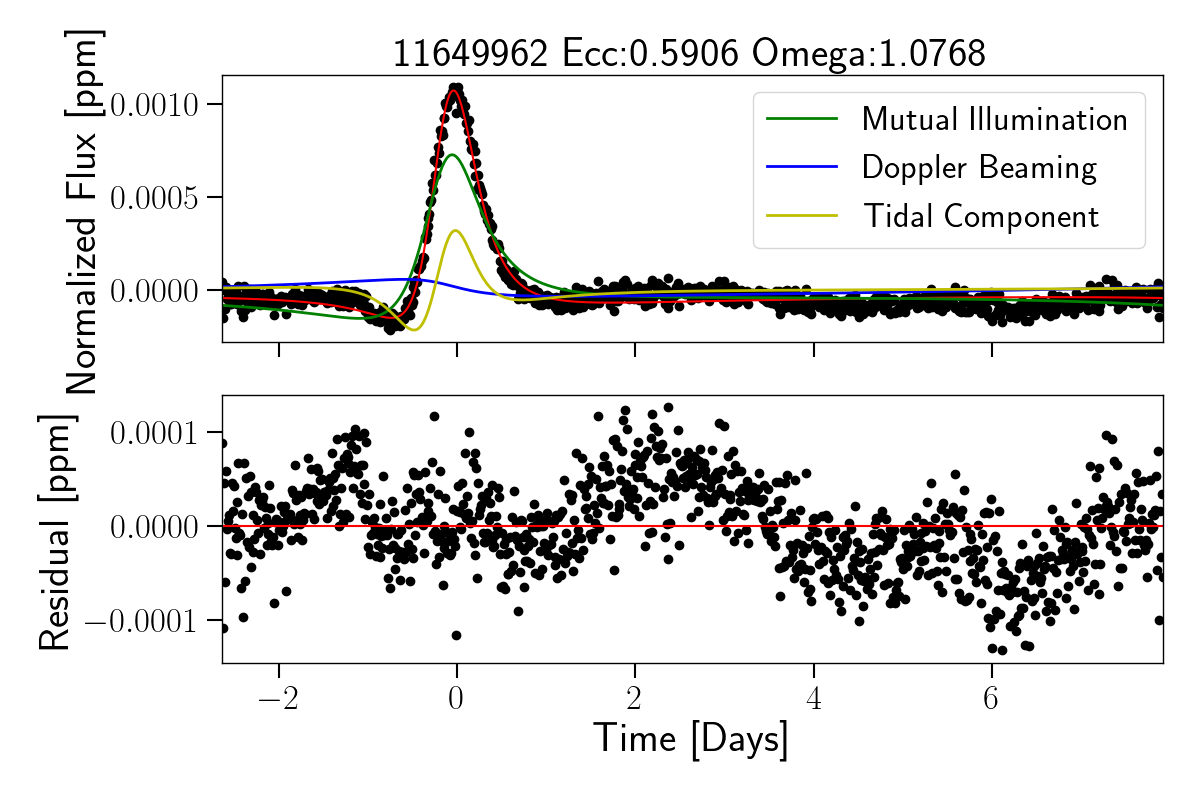 11649962 Ecc:0.5906 Omega:1.0768
Normalized Flux [ppm]
0.0010
0.0005
0.0000
Mutual Illumination
Doppler Beaming
Tidal Component
Residual [ppm]
0.0001
0.0000
−0.0001
−2 0 2 4 6
Time [Days]